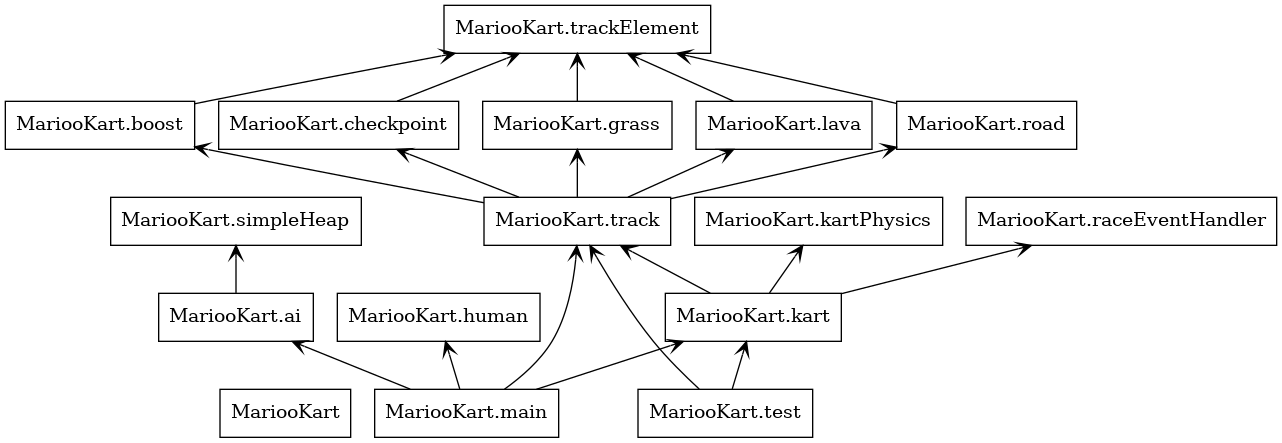 MariooKart.trackElement
MariooKart.boost
MariooKart.checkpoint
MariooKart.grass
MariooKart.lava
MariooKart.road
MariooKart.simpleHeap
MariooKart.track
MariooKart.kartPhysics
MariooKart.raceEventHandler
MariooKart.ai
MariooKart.human
MariooKart.kart
MariooKart
MariooKart.main
MariooKart.test